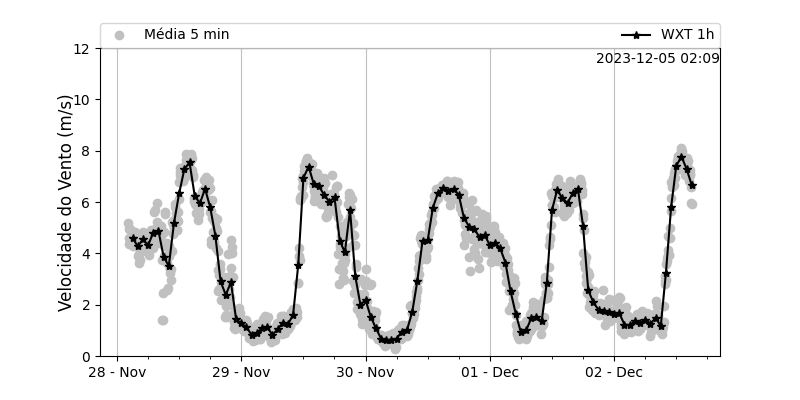 Média 5 min
WXT 1h
2023-12-05 02:09
Velocidade do Vento (m/s)
12
10
8
6
4
2
0
28 - Nov
29 - Nov
30 - Nov
01 - Dec
02 - Dec